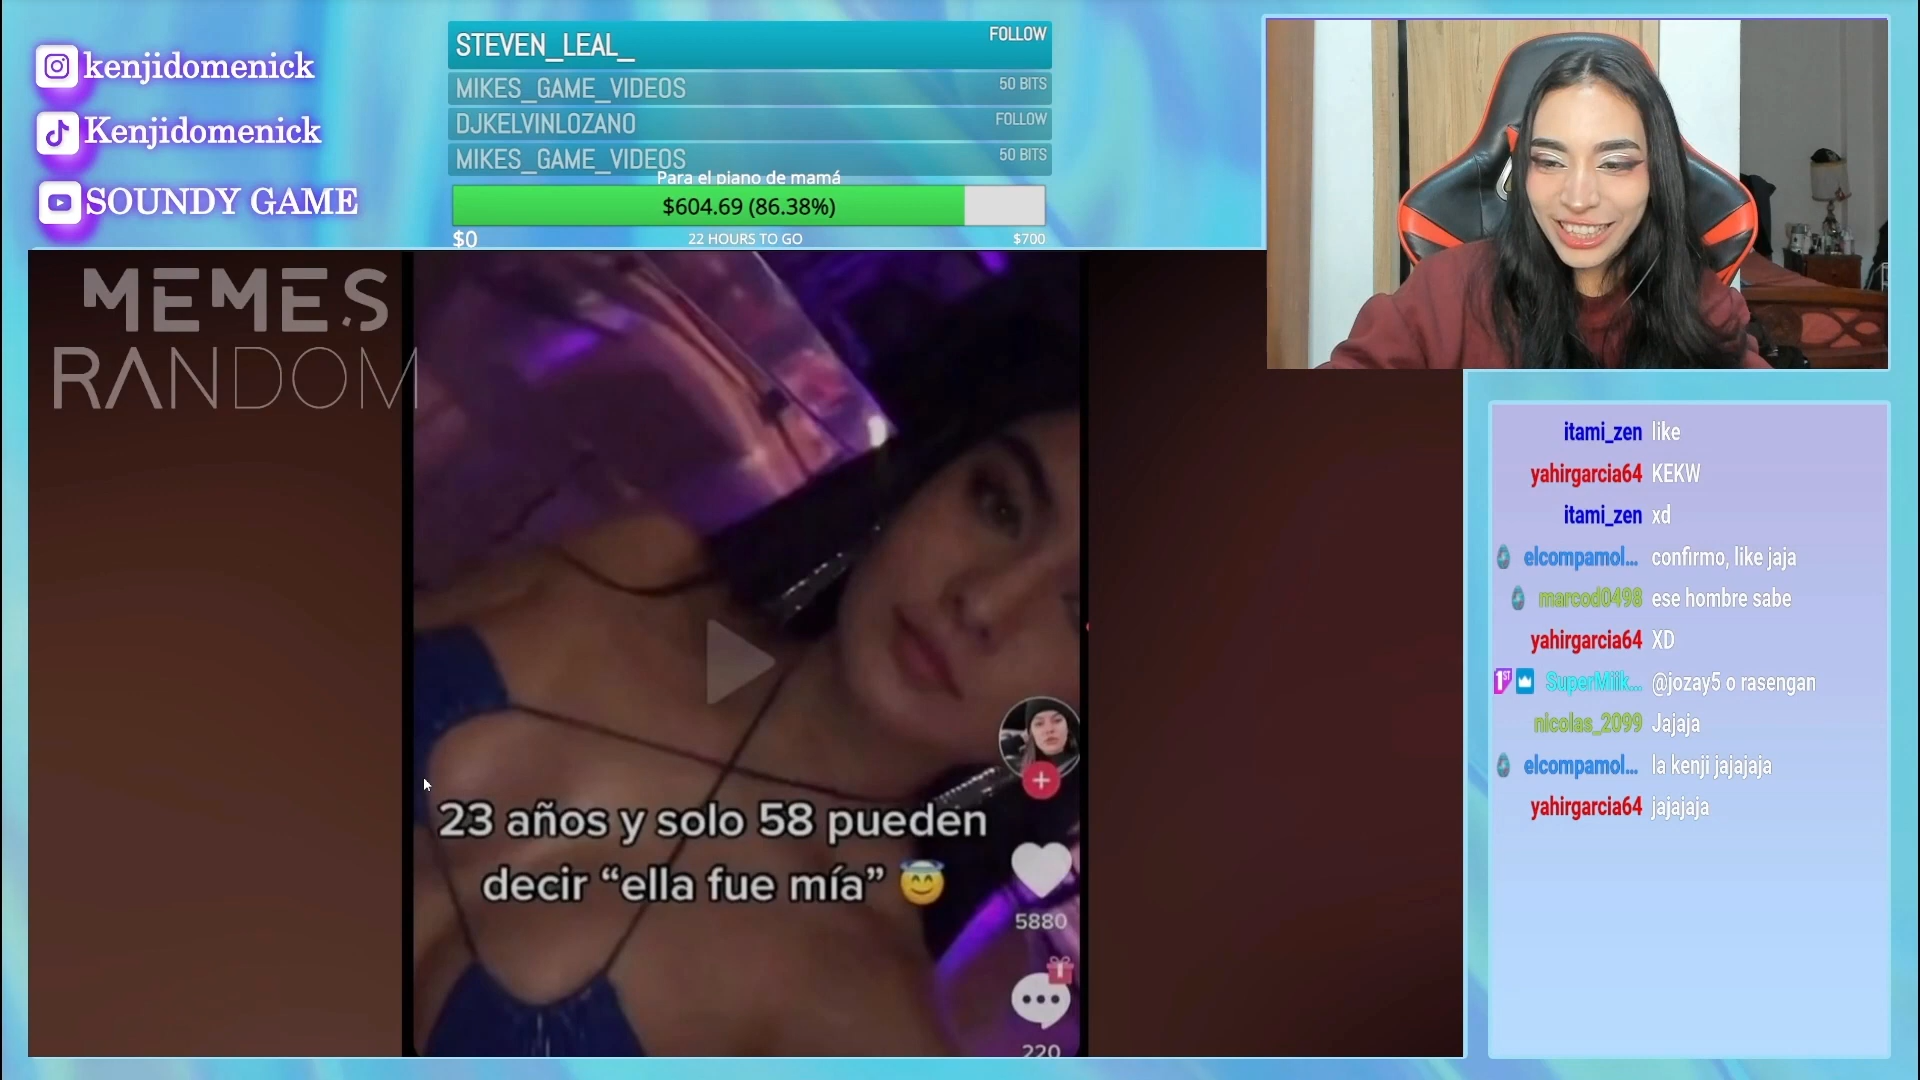 kenjidomenick
Kenjidomenick
SOUNDY GAME
STEVEN_LEAL_ FOLLOW
MIKES_GAME_VIDEOS 50 BITS
DJKELVINLOZANO FOLLOW
MIKES_GAME_VIDEOS 50 BITS
Para el piano de mamá
$604.69 (86.38%)
$0 22 HOURS TO GO $700
MEMES
RANDOM
23 años y solo 58 pueden
decir “ella fue mía” 😇
5880
220
itami_zen like
yahirgarcia64 KEKW
itami_zen xd
elcompamol... confirmo, like jaja
marcod0498 ese hombre sabe
yahirgarcia64 XD
1ST SuperMiik... @jozay5 o rasengan
nicolas_2099 Jajaja
elcompamol... la kenji jajajaja
yahirgarcia64 jajajaja